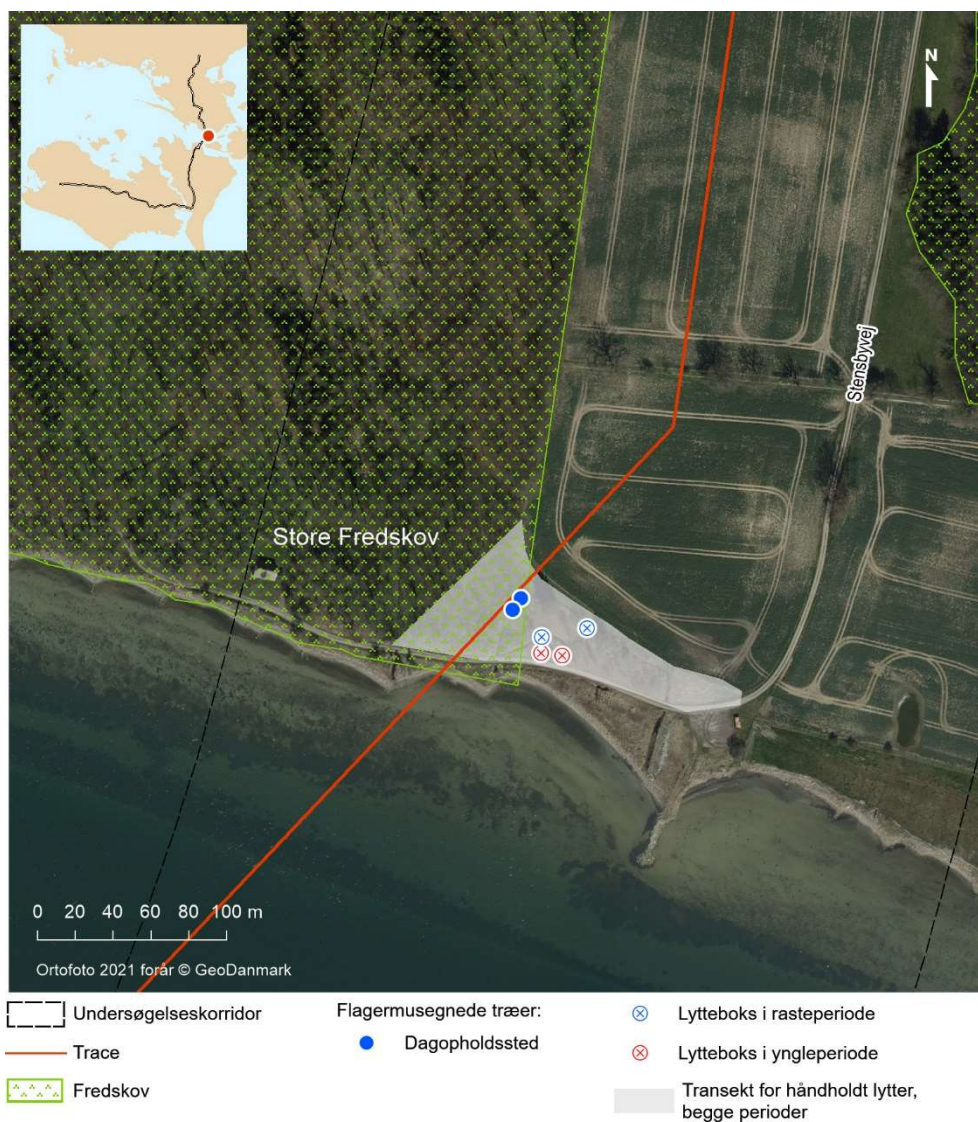 N
Stensbyvej
Store Fredskov
0 20 40 60 80 100 m
Ortofoto 2021 forår © GeoDanmark
Undersøgelseskorridor
Trace
Fredskov
Flagermusegnede træer:
Dagopholdssted
Lytteboks i rasteperiode
Lytteboks i yngleperiode
Transekt for håndholdt lytter,
begge perioder